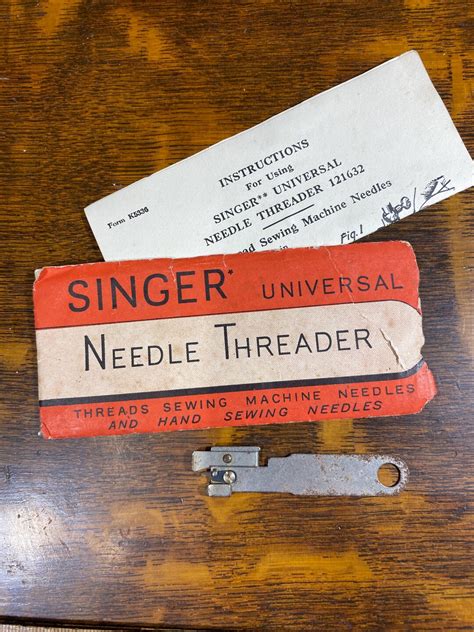 INSTRUCTIONS
For Using
SINGER** UNIVERSAL
NEEDLE THREADER 121632
Form K5336
Sewing Machine Needles
Fig. 1
SINGER* UNIVERSAL
NEEDLE THREADER
THREADS SEWING MACHINE NEEDLES
AND HAND SEWING NEEDLES